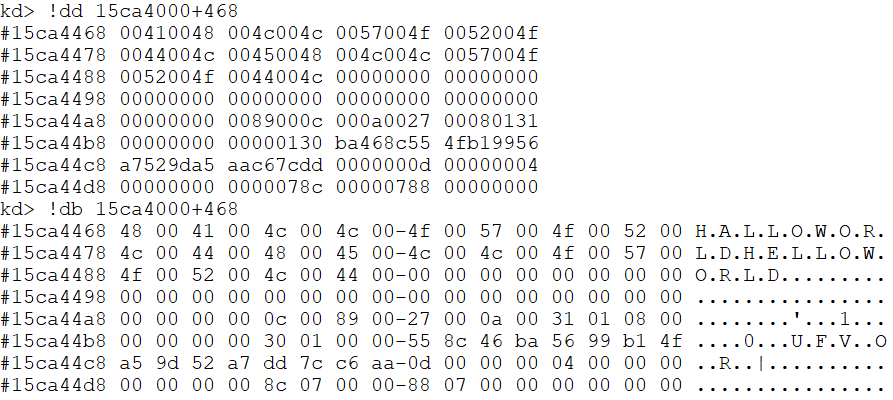 kd> !dd 15ca4000+468
#15ca4468 00410048 004c004c 0057004f 0052004f
#15ca4478 0044004c 00450048 004c004c 0057004f
#15ca4488 0052004f 0044004c 00000000 00000000
#15ca4498 00000000 00000000 00000000 00000000
#15ca44a8 00000000 0089000c 000a0027 00080131
#15ca44b8 00000000 00000130 ba468c55 4fb19956
#15ca44c8 a7529da5 aac67cdd 0000000d 00000004
#15ca44d8 00000000 0000078c 00000788 00000000
kd> !db 15ca4000+468
#15ca4468 48 00 41 00 4c 00 4c 00-4f 00 57 00 4f 00 52 00 H.A.L.L.O.W.O.R.
#15ca4478 4c 00 44 00 48 00 45 00-4c 00 4c 00 4f 00 57 00 L.D.H.E.L.L.O.W.
#15ca4488 4f 00 52 00 4c 00 44 00-00 00 00 00 00 00 00 00 O.R.L.D.........
#15ca4498 00 00 00 00 00 00 00 00-00 00 00 00 00 00 00 00 ................
#15ca44a8 00 00 00 00 0c 00 89 00-27 00 0a 00 31 01 08 00 ........'...1...
#15ca44b8 00 00 00 00 30 01 00 00-55 8c 46 ba 56 99 b1 4f ....0...U.F.V..O
#15ca44c8 a5 9d 52 a7 dd 7c c6 aa-0d 00 00 00 04 00 00 00 ..R..|..........
#15ca44d8 00 00 00 00 8c 07 00 00-88 07 00 00 00 00 00 00 ................